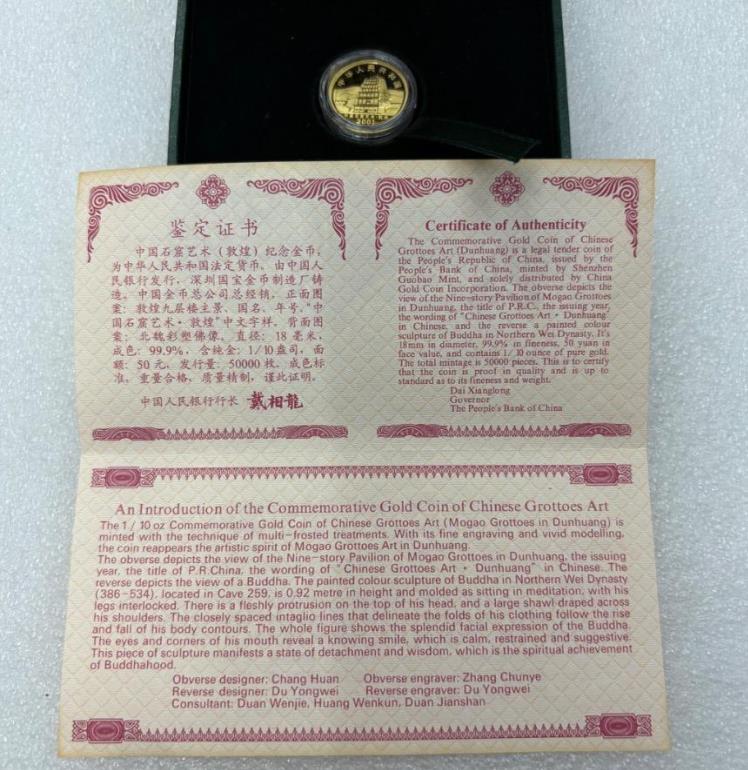 中华人民共和国
2001
鉴定证书
中国石窟艺术（敦煌）纪念金币，
为中华人民共和国法定货币。由中国人
民银行发行，深圳国宝金币制造厂铸
造，中国金币总公司总经销。正面图
案：敦煌九层楼主景、国名、年号，“中
国石窟艺术·敦煌”中文字样。背面图
案：北魏彩塑佛像。直径：18 毫米，
成色：99.9%，含纯金：1/10盎司，面
额：50元，发行量：50000枚。成色标
准，重量合格，质量精制，谨此证明。
中国人民银行行长 戴相龍
Certificate of Authenticity
The Commemorative Gold Coin of Chinese
Grottoes Art (Dunhuang) is a legal tender coin
of the People's Republic of China, issued by the
People's Bank of China, minted by Shenzhen
Guobao Mint, and solely distributed by China
Gold Coin Incorporation. The obverse depicts the
view of the Nine-story Pavilion of Mogao Grottoes
in Dunhuang, the title of P.R.C., the issuing year,
the wording of "Chinese Grottoes Art · Dunhuang"
in Chinese, and the reverse a painted colour
sculpture of Buddha in Northern Wei Dynasty. It's
18mm in diameter, 99.9% in fineness, 50 yuan in
face value, and contains 1/10 ounce of pure gold.
The total mintage is 50000 pieces. This is to certify
that the coin is proof in quality and is up to
standard as to its fineness and weight.
Dai Xianglong
Governor
The People's Bank of China
An Introduction of the Commemorative Gold Coin of Chinese Grottoes Art
The 1/10 oz Commemorative Gold Coin of Chinese Grottoes Art (Mogao Grottoes in Dunhuang) is
minted with the technique of multi-frosted treatments. With its fine engraving and vivid modelling,
the coin reappears the artistic spirit of Mogao Grottoes Art in Dunhuang.
The obverse depicts the view of the Nine-story Pavilion of Mogao Grottoes in Dunhuang, the issuing
year, the title of P.R.China, the wording of "Chinese Grottoes Art · Dunhuang" in Chinese. The
reverse depicts the view of a Buddha. The painted colour sculpture of Buddha in Northern Wei Dynasty
(386-534), located in Cave 259, is 0.92 metre in height and molded as sitting in meditation, with his
legs interlocked. There is a fleshly protrusion on the top of his head, and a large shawl draped across
his shoulders. The closely spaced intaglio lines that delineate the folds of his clothing follow the rise
and fall of his body contours. The whole figure shows the splendid facial expression of the Buddha.
The eyes and corners of his mouth reveal a knowing smile, which is calm, restrained and suggestive.
This piece of sculpture manifests a state of detachment and wisdom, which is the spiritual achievement
of Buddhahood.
Obverse designer: Chang Huan Obverse engraver: Zhang Chunye
Reverse designer: Du Yongwei Reverse engraver: Du Yongwei
Consultant: Duan Wenjie, Huang Wenkun, Duan Jianshan